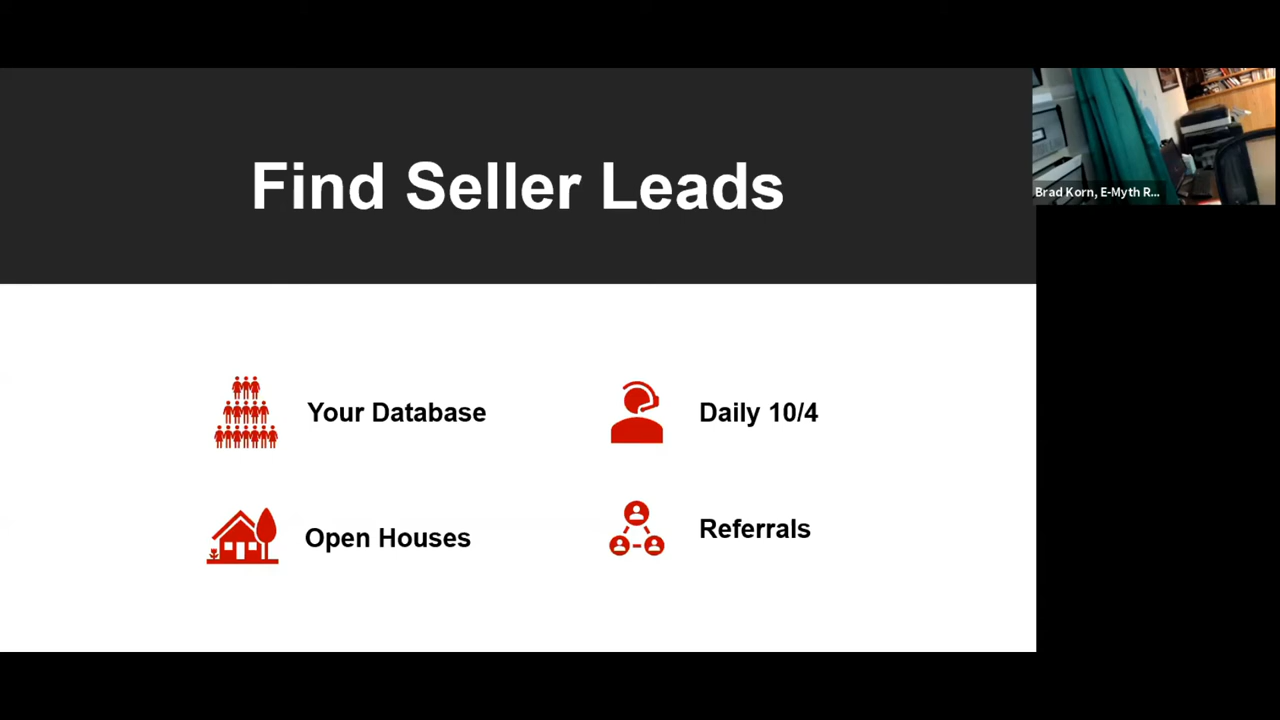 Find Seller Leads
Brad Korn, E-Myth R...
Your Database
Daily 10/4
Open Houses
Referrals